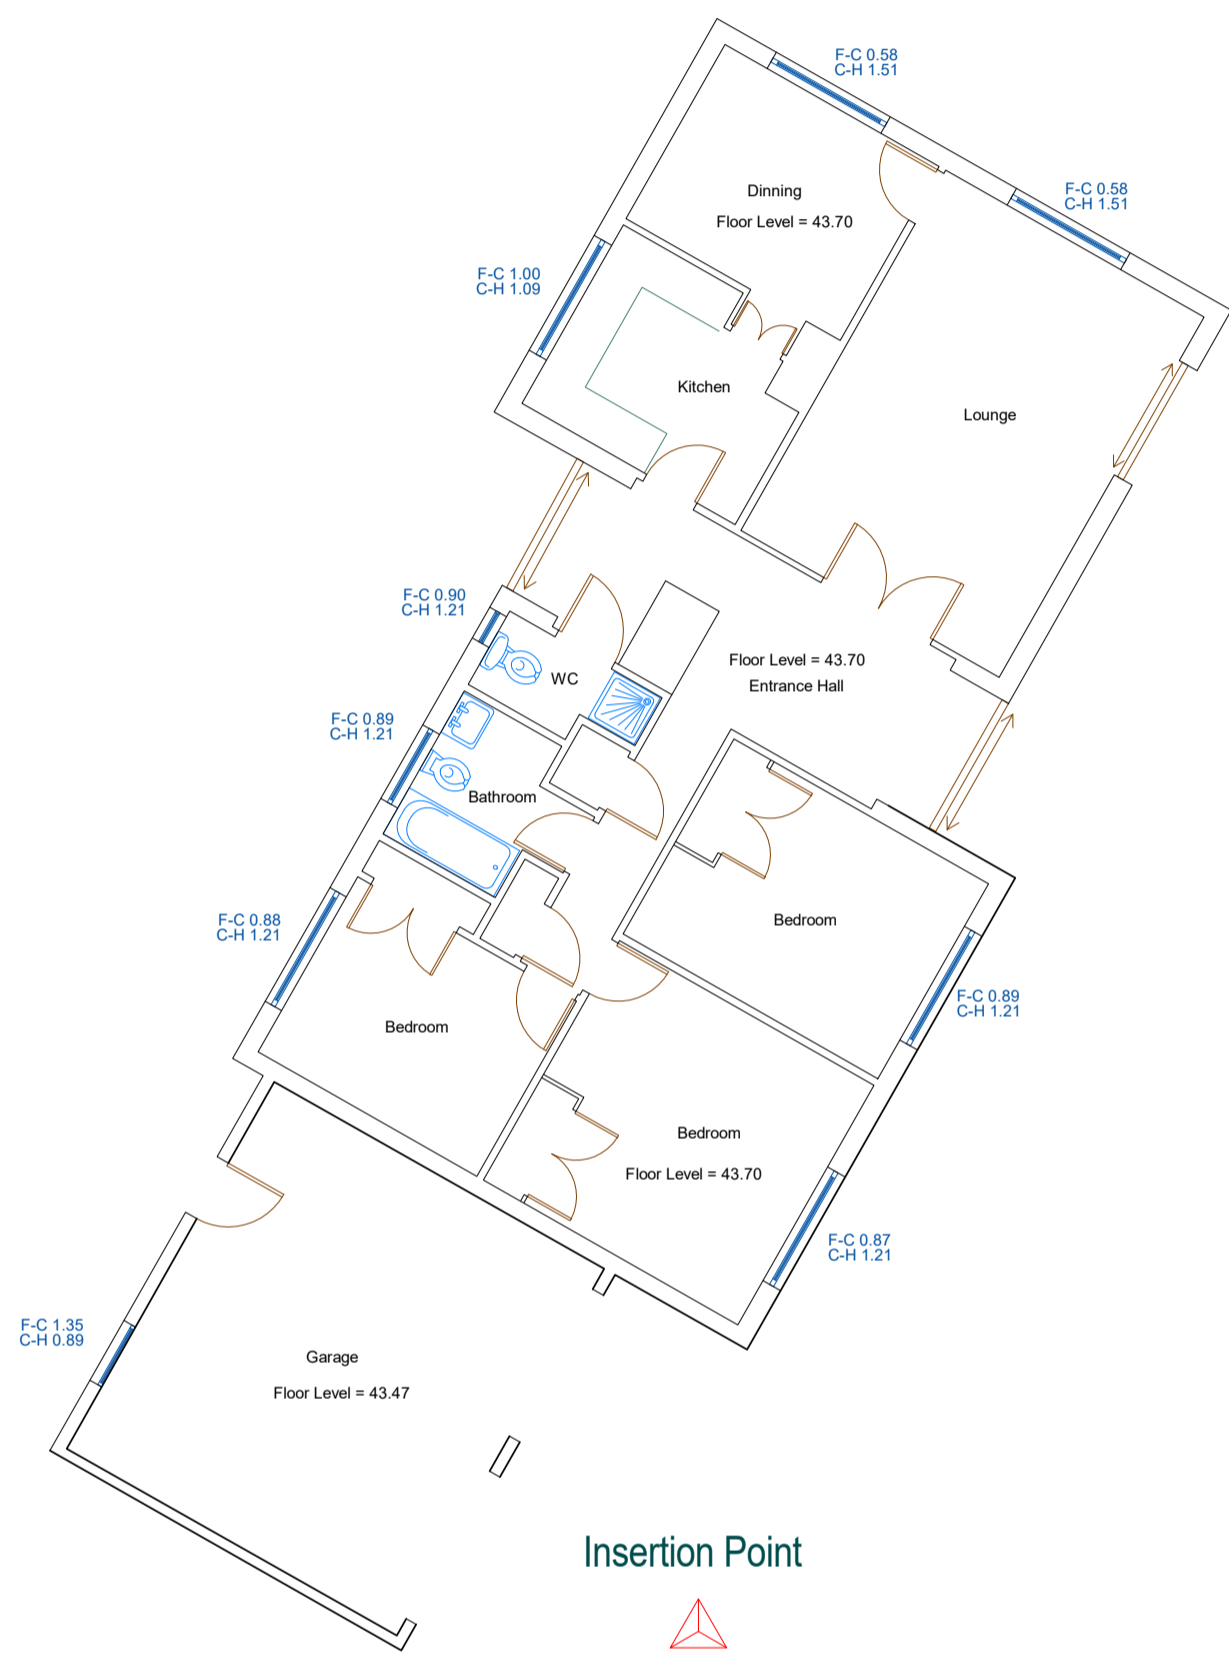 F-C 0.58
C-H 1.51
F-C 0.58
C-H 1.51
Dinning
Floor Level = 43.70
F-C 1.00
C-H 1.09
Kitchen
Lounge
F-C 0.90
C-H 1.21
WC
Floor Level = 43.70
Entrance Hall
F-C 0.89
C-H 1.21
Bathroom
F-C 0.88
C-H 1.21
Bedroom
F-C 0.89
C-H 1.21
Bedroom
Bedroom
Floor Level = 43.70
F-C 0.87
C-H 1.21
F-C 1.35
C-H 0.89
Garage
Floor Level = 43.47
Insertion Point